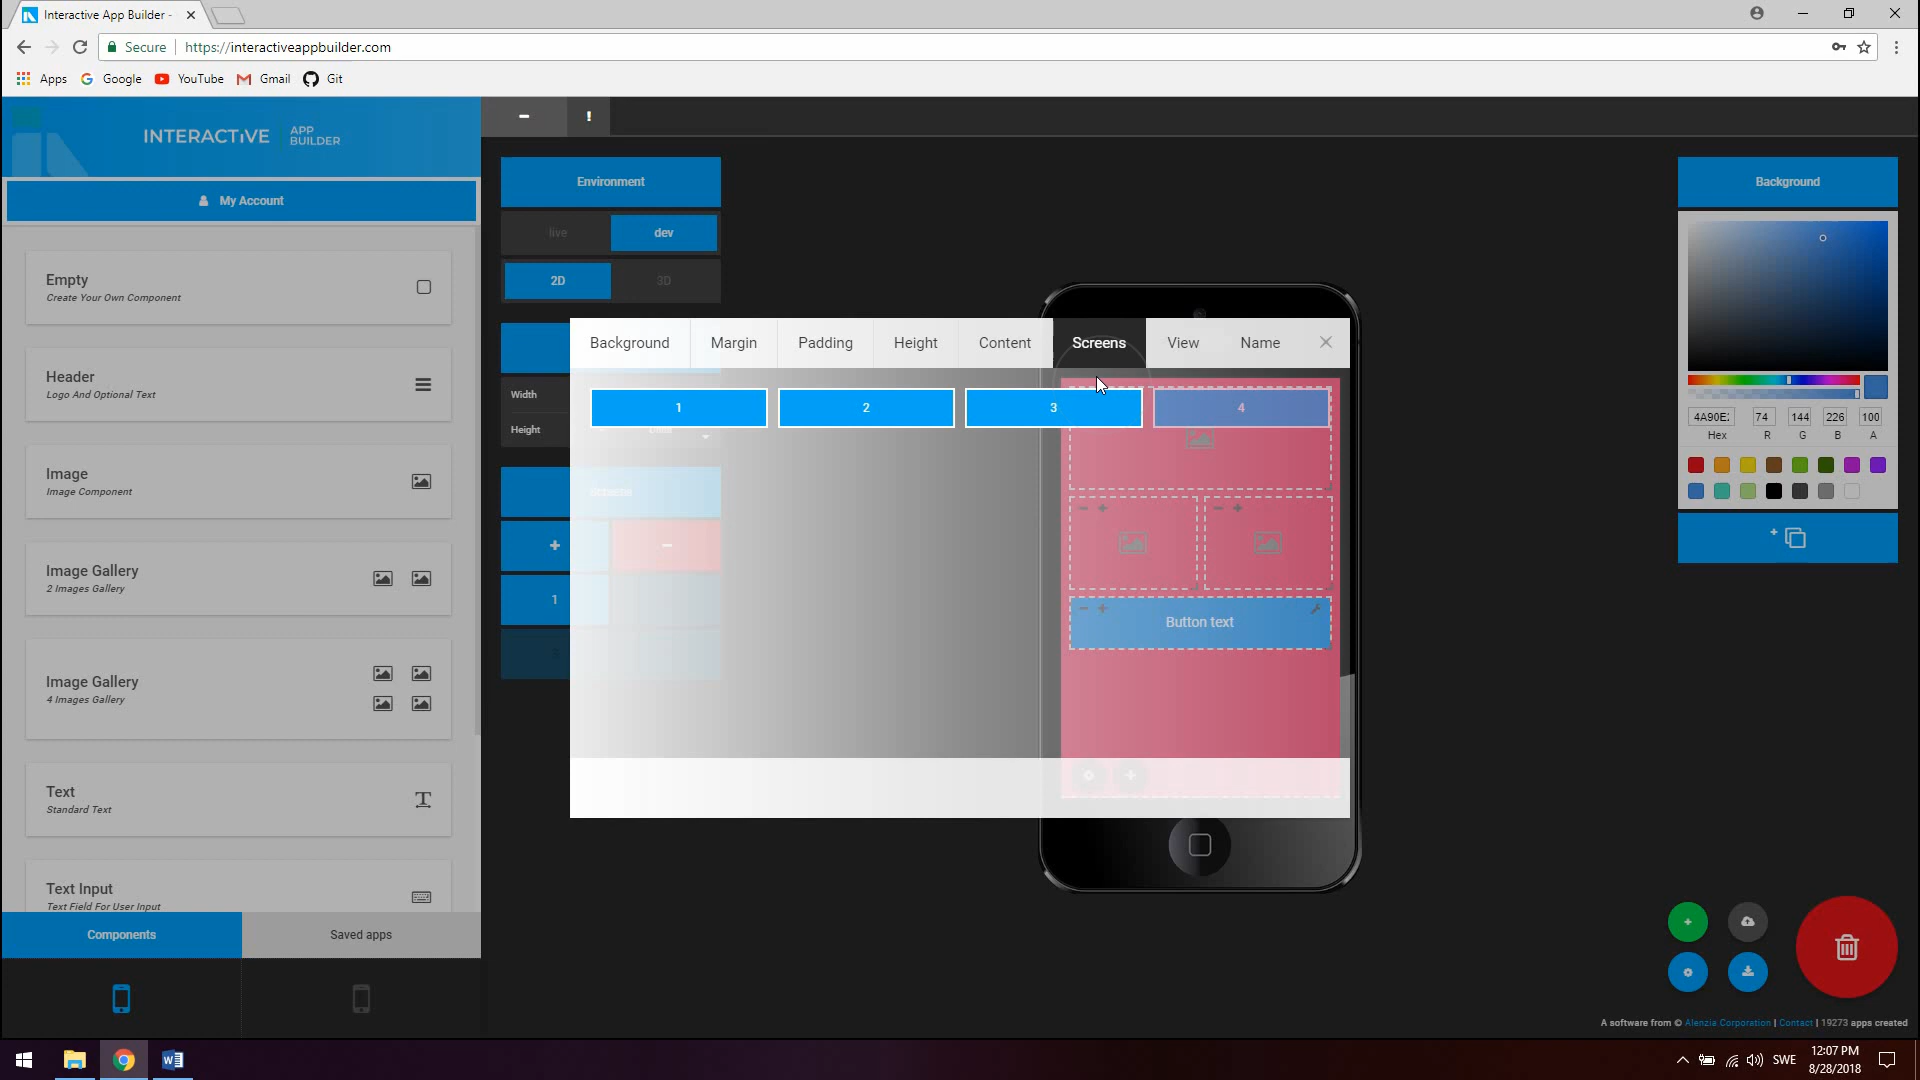 Interactive App Builder -
Secure
https://interactiveappbuilder.com
Apps
Google
YouTube
Gmail
Git
INTERACTIVE
APP
BUILDER
My Account
Empty
Create Your Own Component
Header
Logo And Optional Text
Image
Image Component
Image Gallery
2 Images Gallery
Image Gallery
4 Images Gallery
Text
Standard Text
Text Input
Text Field For User Input
Components
Saved apps
Environment
live
dev
2D
3D
Width
Height
1
Background
Margin
Padding
Height
Content
Screens
View
Name
1
2
3
4
Button text
Background
4A90E
74
144
226
100
Hex
R
G
B
A
A software from © Alenzia Corporation | Contact | 19273 apps created
SWE
12:07 PM
8/28/2018